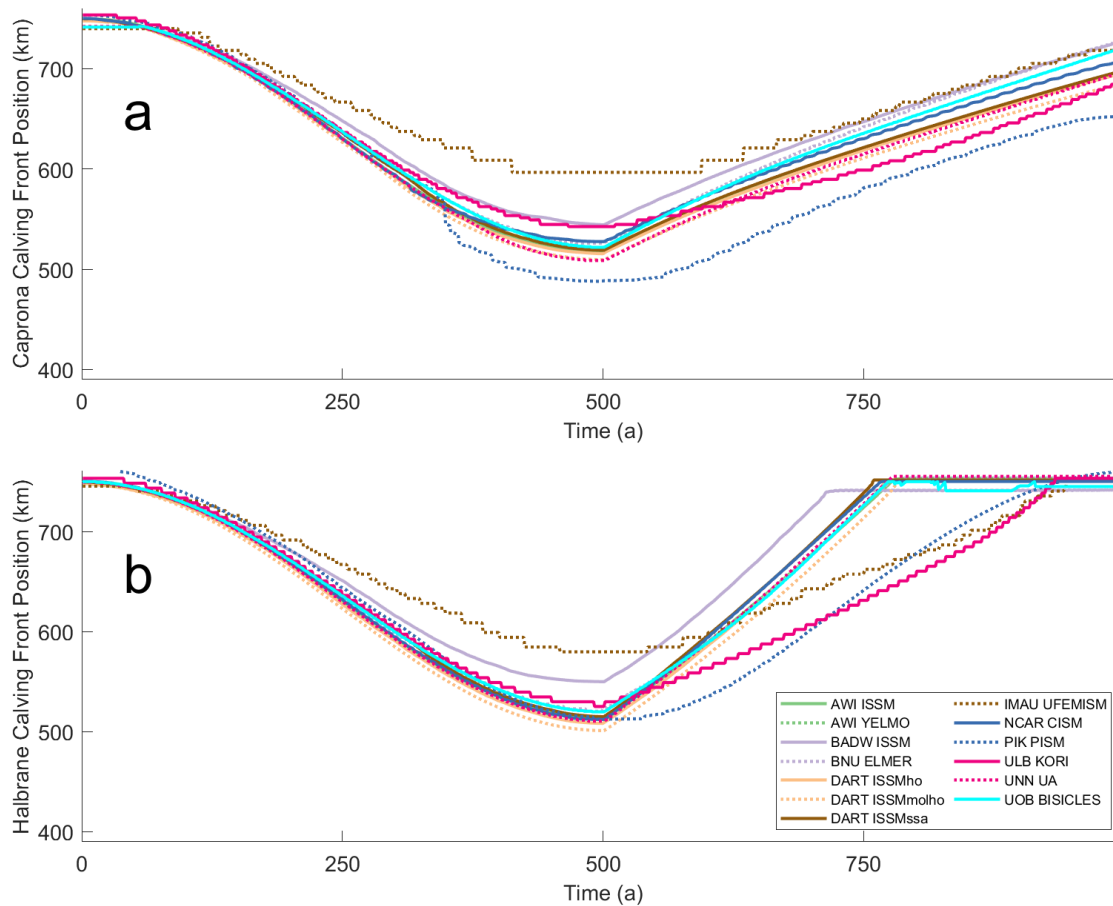 a
Caprona Calving Front Position (km)
700
600
500
400
0
250
500
750
Time (a)
b
Halbrane Calving Front Position (km)
700
600
500
400
0
250
500
750
Time (a)
AWI ISSM
AWI YELMO
BADW ISSM
BNU ELMER
DART ISSMho
DART ISSMmolho
DART ISSMssa
IMAU UFEMISM
NCAR CISM
PIK PISM
ULB KORI
UNN UA
UOB BISICLES